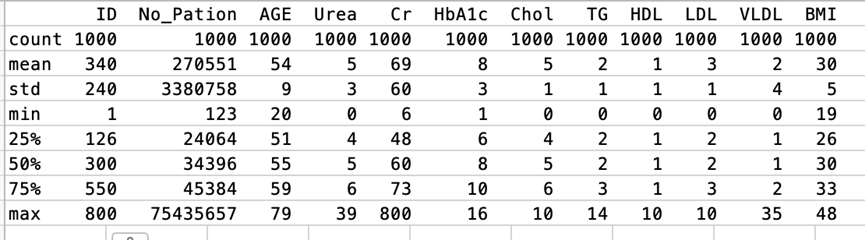 ID No_Pation AGE Urea Cr HbA1c Chol TG HDL LDL VLDL BMI
count 1000 1000 1000 1000 1000 1000 1000 1000 1000 1000 1000 1000
mean 340 270551 54 5 69 8 5 2 1 3 2 30
std 240 3380758 9 3 60 3 1 1 1 1 4 5
min 1 123 20 0 6 1 0 0 0 0 0 19
25% 126 24064 51 4 48 6 4 2 1 2 1 26
50% 300 34396 55 5 60 8 5 2 1 2 1 30
75% 550 45384 59 6 73 10 6 3 1 3 2 33
max 800 75435657 79 39 800 16 10 14 10 10 35 48